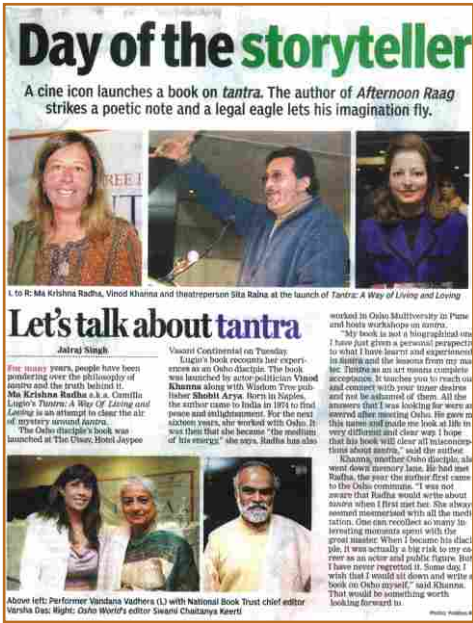 Day of the storyteller
A cine icon launches a book on tantra. The author of Afternoon Raag
strikes a poetic note and a legal eagle lets his imagination fly.
L to R: Ma Krishna Radha, Vinod Khanna and theatreperson Sita Raina at the launch of Tantra: A Way of Living and Loving
Let's talk about tantra
Jairaj Singh
For many years, people have been
pondering over the philosophy of
tantra and the truth behind it.
Ma Krishna Radha a.k.a. Camilla
Lugio's Tantra: A Way Of Living and
Loving is an attempt to clear the air
of mystery around tantra.
The Osho disciple's book was
launched at The Utsav, Hotel Jaypee
Vasant Continental on Tuesday.
Lugio's book recounts her experi-
ences as an Osho disciple. The book
was launched by actor-politician Vinod
Khanna along with Wisdom Tree pub-
lisher Shobit Arya. Born in Naples,
the author came to India in 1974 to find
peace and enlightenment. For the next
sixteen years, she worked with Osho. It
was then that she became "the medium
of his energy," she says. Radha has also
worked in Osho Multiversity in Pune
and hosts workshops on tantra.
"My book is not a biographical one
I have just given a personal perspectiv
to what I have learnt and experienced
in tantra and the lessons from my mas
ter. Tantra as an art means complete
acceptance. It teaches you to reach out
and connect with your inner desires
and not be ashamed of them. All the
answers that I was looking for were an
swered after meeting Osho. He gave me
this name and made me look at life in
very different and clear way. I hope
that his book will clear all misconcep
tions about tantra," said the author.
Khanna, another Osho disciple, als
went down memory lane. He had met
Radha, the year the author first came
to the Osho commune. "I was not
aware that Radha would write about
tantra when I first met her. She alway
seemed mesmerised with all the medi
tation. One can recollect so many in
teresting moments spent with the
great master. When I became his disci
ple, it was actually a big risk to my ca
reer as an actor and public figure. But
I have never regretted it. Some day, I
wish that I would sit down and write a
book on Osho myself," said Khanna.
That would be something worth
looking forward to.
Above left: Performer Vandana Vadhera (L) with National Book Trust chief editor
Varsha Das; Right: Osho World's editor Swami Chaitanya Keerti